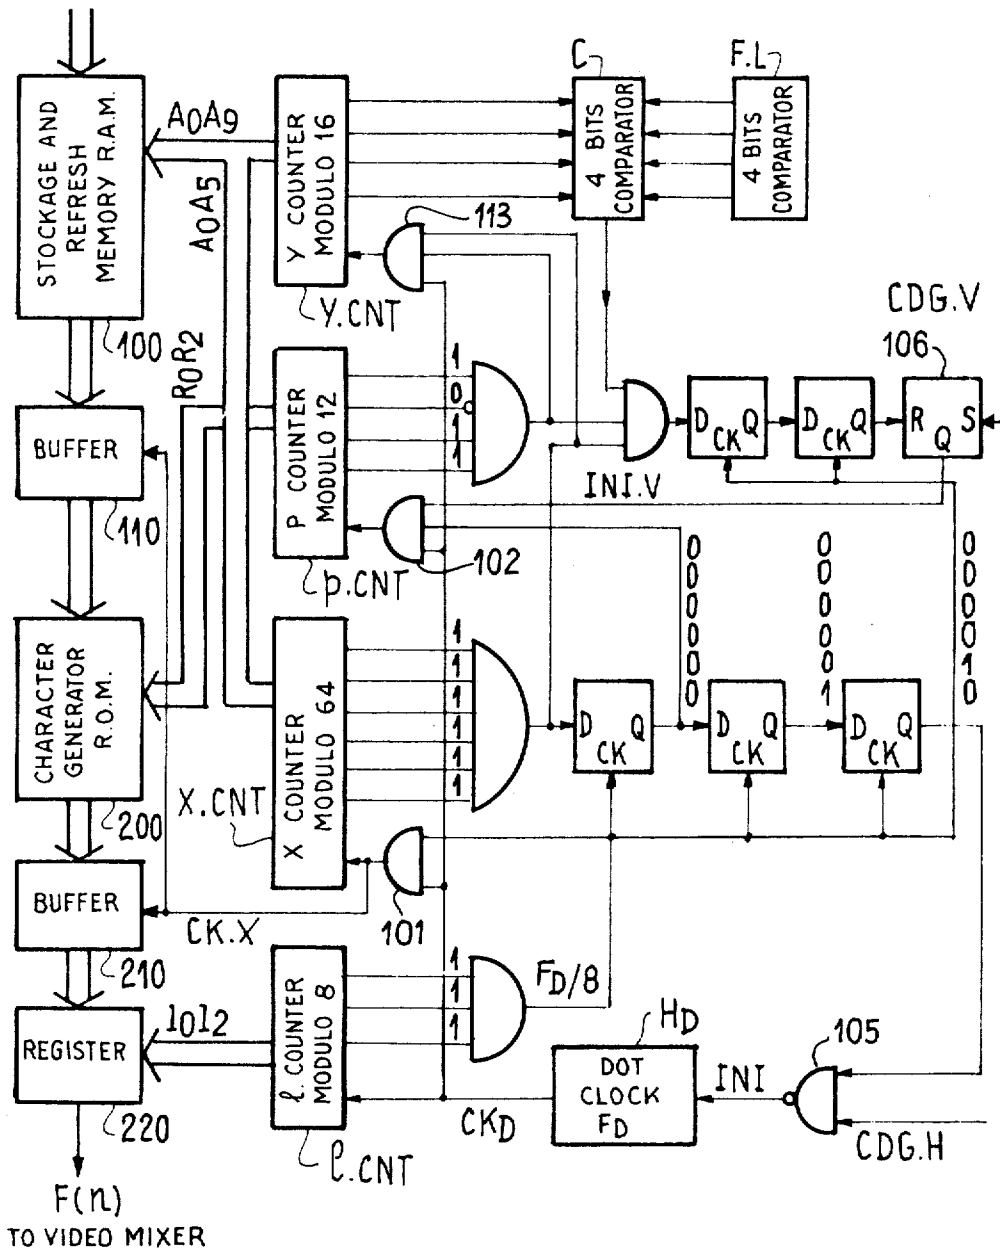 C
F.L
STOCKAGE AND
REFRESH
MEMORY R.A.M.
A0A9
A0A5
Y COUNTER
MODULO 16
4 BITS
COMPARATOR
4 BITS
COMPARATOR
113
Y.CNT
100
R0R2
CDG.V
106
BUFFER
110
P COUNTER
MODULO 12
1
0
1
1
D CK Q
D CK Q
R Q S
INI.V
102
p.CNT
CHARACTER
GENERATOR
R.O.M.
200
X COUNTER
MODULO 64
X.CNT
1
1
1
1
1
1
0
0
0
0
0
0
0
0
0
0
0
1
0
0
0
0
1
0
D CK Q
D CK Q
D CK Q
101
CK.X
BUFFER
210
l. COUNTER
MODULO 8
1
1
1
FD/8
l0l2
REGISTER
220
HD
DOT
CLOCK
FD
INI
105
CKD
CDG.H
l.CNT
F(n)
TO VIDEO MIXER